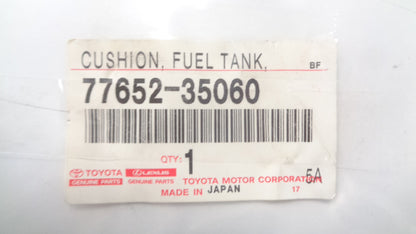 CUSHION, FUEL TANK, BF
77652-35060
QTY: 1 5A
TOYOTA LEXUS TOYOTA MOTOR CORPORATION
GENUINE PARTS GENUINE PARTS 17
MADE IN JAPAN